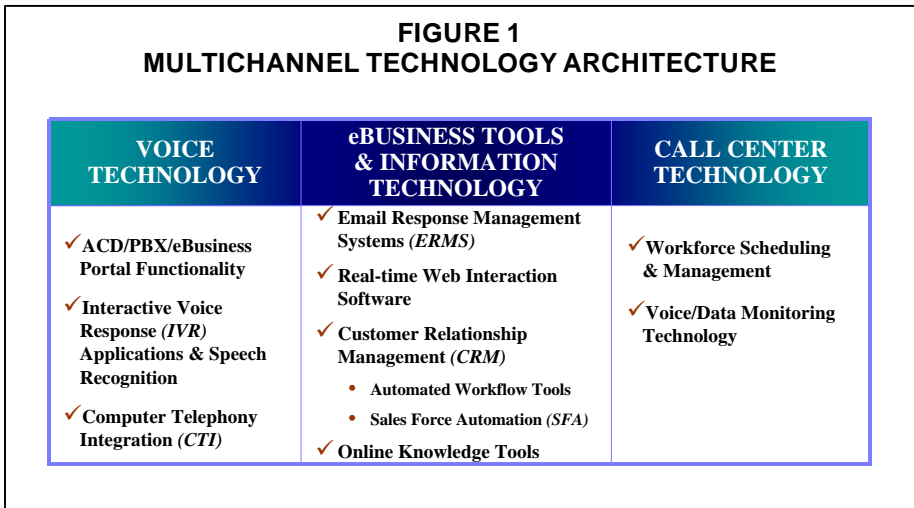 FIGURE 1
MULTICHANNEL TECHNOLOGY ARCHITECTURE
VOICE
TECHNOLOGY
✓ACD/PBX/eBusiness
Portal Functionality
✓Interactive Voice
Response (IVR)
Applications & Speech
Recognition
✓Computer Telephony
Integration (CTI)
eBUSINESS TOOLS
& INFORMATION
TECHNOLOGY
✓Email Response Management
Systems (ERMS)
✓Real-time Web Interaction
Software
✓Customer Relationship
Management (CRM)
• Automated Workflow Tools
• Sales Force Automation (SFA)
✓Online Knowledge Tools
CALL CENTER
TECHNOLOGY
✓Workforce Scheduling
& Management
✓Voice/Data Monitoring
Technology